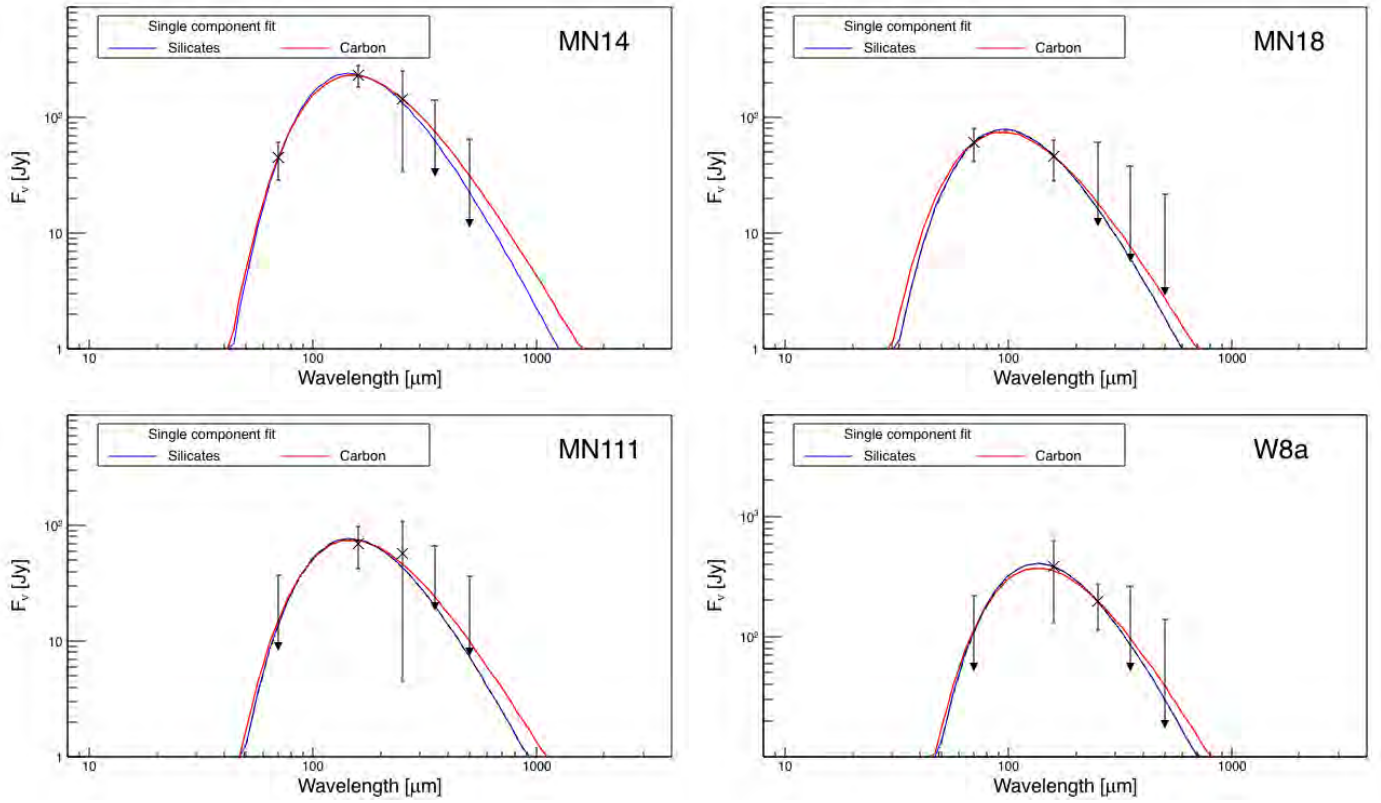 Single component fit
Silicates Carbon
MN14
10²
10
1
F_ν [Jy]
10 100 1000
Wavelength [μm]
Single component fit
Silicates Carbon
MN18
10²
10
1
F_ν [Jy]
10 100 1000
Wavelength [μm]
Single component fit
Silicates Carbon
MN111
10²
10
1
F_ν [Jy]
10 100 1000
Wavelength [μm]
Single component fit
Silicates Carbon
W8a
10³
10²
F_ν [Jy]
10 100 1000
Wavelength [μm]